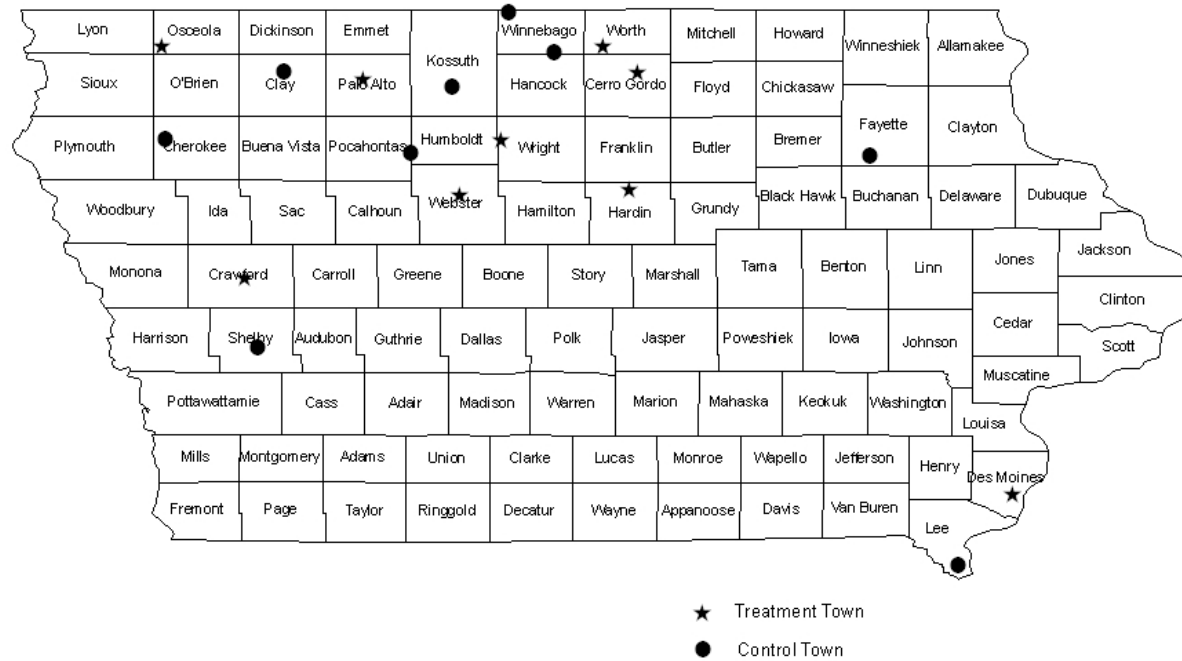 Lyon Osceola Dickinson Emmet Winnebago Worth Mitchell Howard Winneshiek Allamakee
Kossuth
Sioux O'Brien Clay Palo Alto Hancock Cerro Gordo Floyd Chickasaw
Plymouth Cherokee Buena Vista Pocahontas Humboldt Wright Franklin Butler Bremer Fayette Clayton
Woodbury Ida Sac Calhoun Webster Hamilton Hardin Grundy Black Hawk Buchanan Delaware Dubuque
Monona Crawford Carroll Greene Boone Story Marshall Tama Benton Linn Jones Jackson
Clinton
Harrison Shelby Audubon Guthrie Dallas Polk Jasper Poweshiek Iowa Johnson Cedar Scott
Muscatine
Pottawattamie Cass Adair Madison Warren Marion Mahaska Keokuk Washington Louisa
Mills Montgomery Adams Union Clarke Lucas Monroe Wapello Jefferson Henry Des Moines
Fremont Page Taylor Ringgold Decatur Wayne Appanoose Davis Van Buren Lee
Treatment Town
Control Town